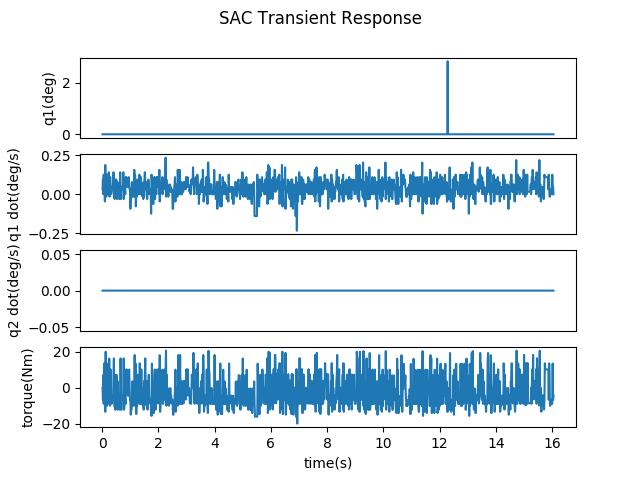 SAC Transient Response
q1(deg)
2
0
q1 dot(deg/s)
0.25
0.00
−0.25
q2 dot(deg/s)
0.05
0.00
−0.05
torque(Nm)
20
0
−20
0 2 4 6 8 10 12 14 16
time(s)